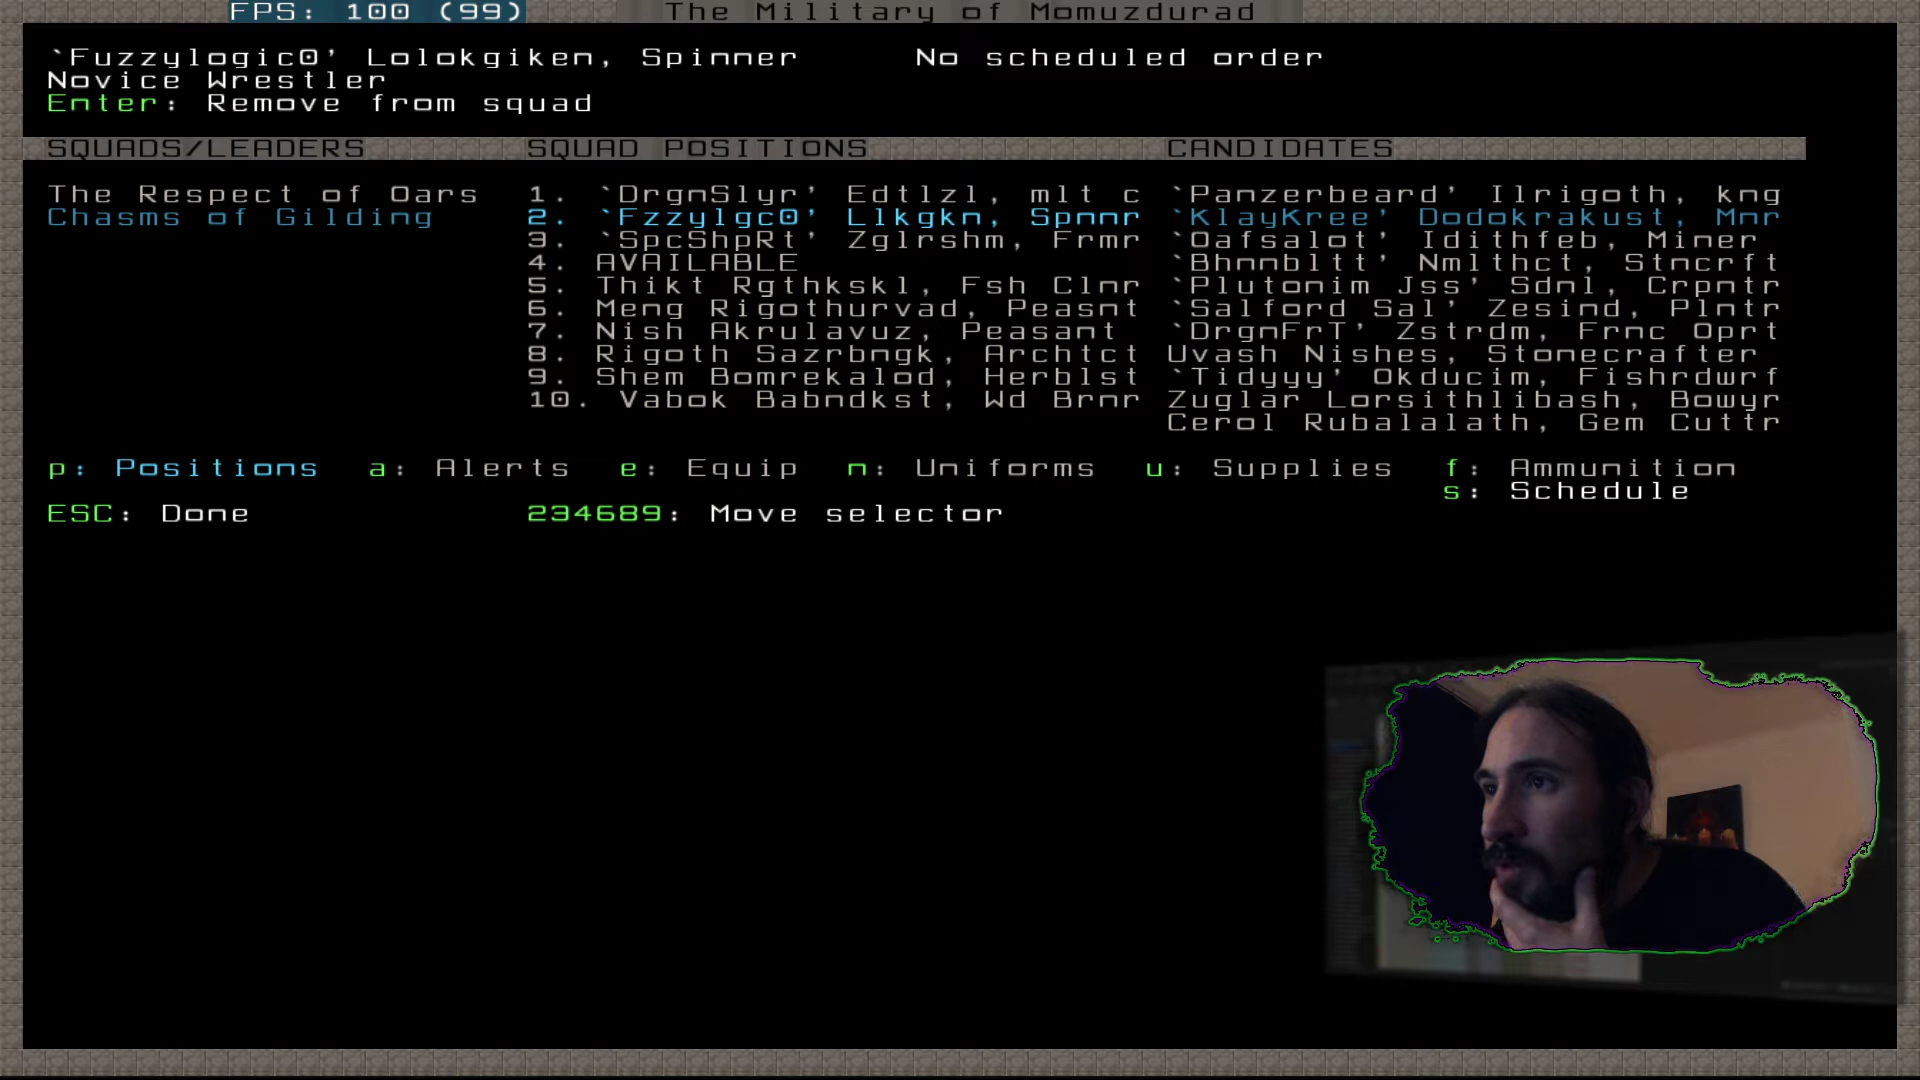 FPS: 100 (99)
The Military of Momuzdurad
`Fuzzylogic0' Lolokgiken, Spinner No scheduled order
Novice Wrestler
Enter: Remove from squad
SQUADS/LEADERS SQUAD POSITIONS CANDIDATES
The Respect of Oars 1. `DrgnSlyr' Edtlzl, mlt c `Panzerbeard' Ilrigoth, kng
Chasms of Gilding 2. `Fzzylgc0' Llkgkn, Spnnr `KlayKree' Dodokrakust, Mnr
3. `SpcShpRt' Zglrshm, Frmr `Oafsalot' Idithfeb, Miner
4. AVAILABLE `Bhnnbltt' Nmlthct, Stncrft
5. Thikt Rgthkskl, Fsh Clnr `Plutonim Jss' Sdnl, Crpntr
6. Meng Rigothurvad, Peasnt `Salford Sal' Zesind, Plntr
7. Nish Akrulavuz, Peasant `DrgnFrT' Zstrdm, Frnc Oprt
8. Rigoth Sazrbngk, Archtct Uvash Nishes, Stonecrafter
9. Shem Bomrekalod, Herblst `Tidyyy' Okducim, Fishrdwrf
10. Vabok Babndkst, Wd Brnr Zuglar Lorsithlibash, Bowyr
Cerol Rubalalath, Gem Cuttr
p: Positions a: Alerts e: Equip n: Uniforms u: Supplies f: Ammunition
s: Schedule
ESC: Done 234689: Move selector